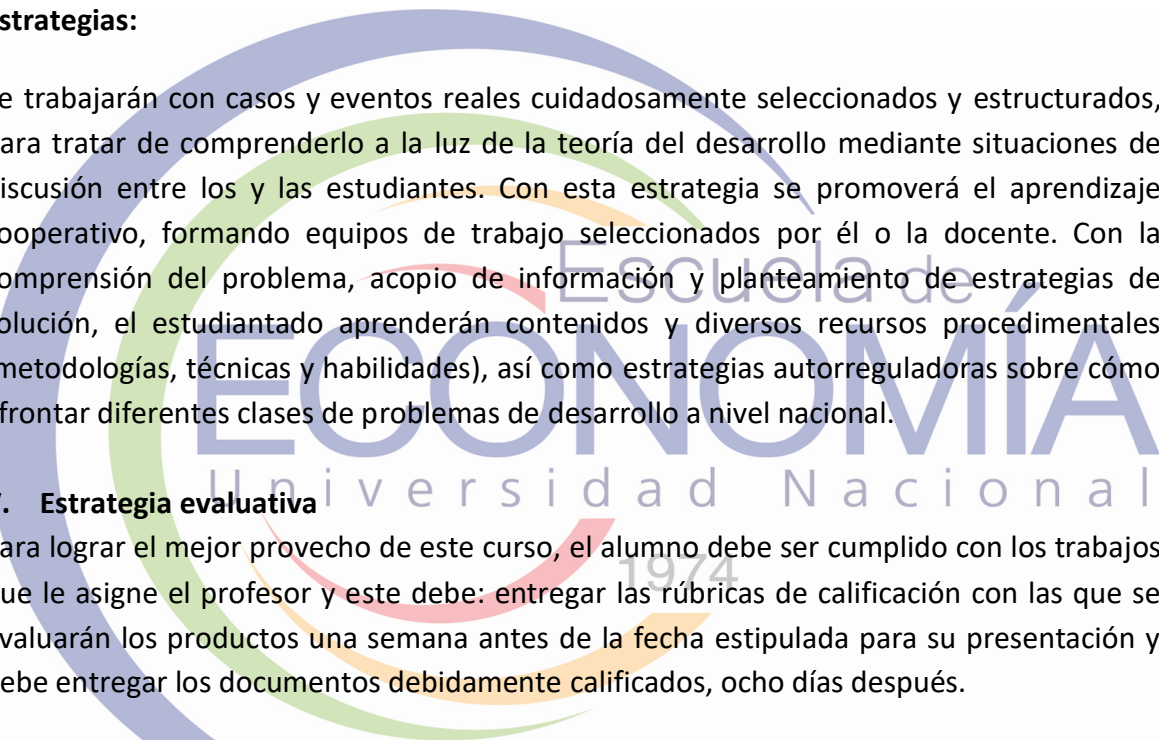 strategias:
e trabajarán con casos y eventos reales cuidadosamente seleccionados y estructurados,
ara tratar de comprenderlo a la luz de la teoría del desarrollo mediante situaciones de
iscusión entre los y las estudiantes. Con esta estrategia se promoverá el aprendizaje
ooperativo, formando equipos de trabajo seleccionados por él o la docente. Con la
omprensión del problema, acopio de información y planteamiento de estrategias de
olución, el estudiantado aprenderán contenidos y diversos recursos procedimentales
metodologías, técnicas y habilidades), así como estrategias autorreguladoras sobre cómo
frontar diferentes clases de problemas de desarrollo a nivel nacional.
. Estrategia evaluativa
ara lograr el mejor provecho de este curso, el alumno debe ser cumplido con los trabajos
ue le asigne el profesor y este debe: entregar las rúbricas de calificación con las que se
valuarán los productos una semana antes de la fecha estipulada para su presentación y
ebe entregar los documentos debidamente calificados, ocho días después.
Escuela de
ECONOMÍA
Universidad Nacional
1974